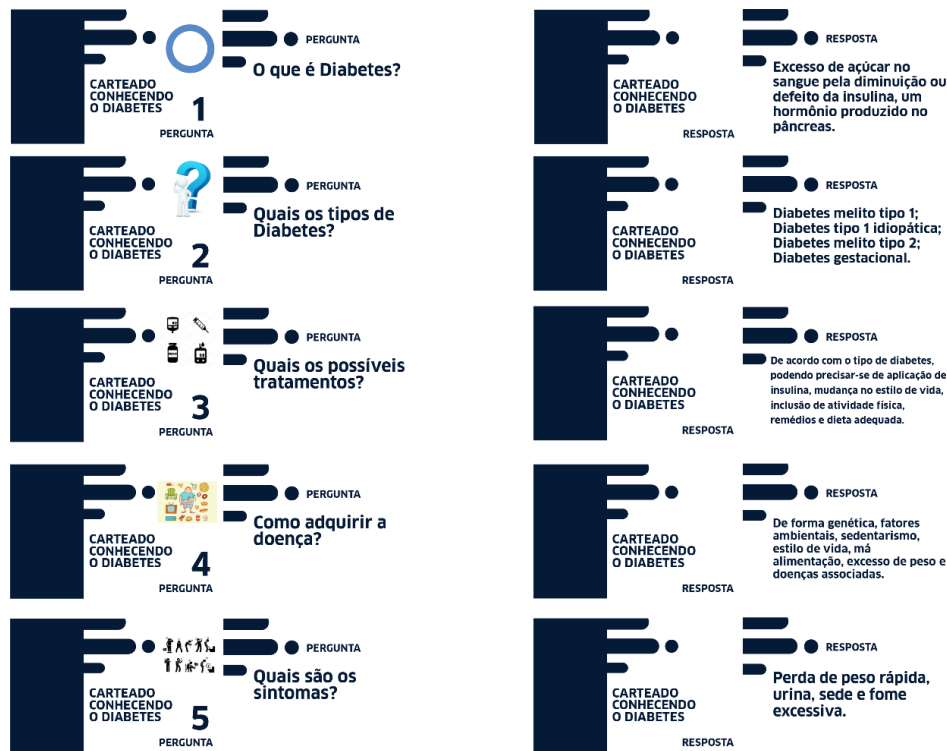 CARTEADO
CONHECENDO
O DIABETES
1
PERGUNTA
PERGUNTA
O que é Diabetes?
CARTEADO
CONHECENDO
O DIABETES
RESPOSTA
RESPOSTA
Excesso de açúcar no
sangue pela diminuição ou
defeito da insulina, um
hormônio produzido no
pâncreas.
CARTEADO
CONHECENDO
O DIABETES
2
PERGUNTA
PERGUNTA
Quais os tipos de
Diabetes?
CARTEADO
CONHECENDO
O DIABETES
RESPOSTA
RESPOSTA
Diabetes melito tipo 1;
Diabetes tipo 1 idiopática;
Diabetes melito tipo 2;
Diabetes gestacional.
CARTEADO
CONHECENDO
O DIABETES
3
PERGUNTA
PERGUNTA
Quais os possíveis
tratamentos?
CARTEADO
CONHECENDO
O DIABETES
RESPOSTA
RESPOSTA
De acordo com o tipo de diabetes,
podendo precisar-se de aplicação de
insulina, mudança no estilo de vida,
inclusão de atividade física,
remédios e dieta adequada.
CARTEADO
CONHECENDO
O DIABETES
4
PERGUNTA
PERGUNTA
Como adquirir a
doença?
CARTEADO
CONHECENDO
O DIABETES
RESPOSTA
RESPOSTA
De forma genética, fatores
ambientais, sedentarismo,
estilo de vida, má
alimentação, excesso de peso e
doenças associadas.
CARTEADO
CONHECENDO
O DIABETES
5
PERGUNTA
PERGUNTA
Quais são os
sintomas?
CARTEADO
CONHECENDO
O DIABETES
RESPOSTA
RESPOSTA
Perda de peso rápida,
urina, sede e fome
excessiva.